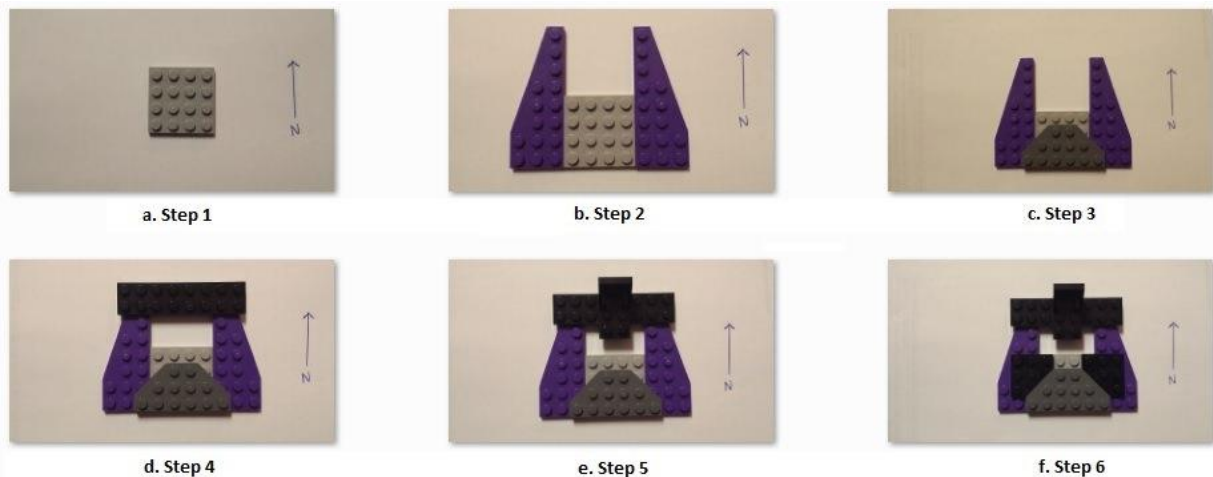 N
a. Step 1
N
b. Step 2
N
c. Step 3
N
d. Step 4
N
e. Step 5
N
f. Step 6